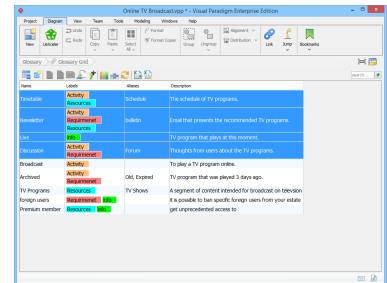 Online TV Broadcast.vpp * - Visual Paradigm Enterprise Edition
Project Diagram View Team Tools Modeling Windows Help
New Lexicaler Undo Redo Copy Paste Select All Format Format Copier Group Ungroup Alignment Distribution Link Jump Bookmarks
Glossary Glossary Grid
search...
Name Labels Aliases Description
Timetable Activity Resources Schedule The schedule of TV programs.
Newsletter Activity Requirmenet Resources bulletin Email that presents the recommended TV programs.
Live Info TV program that plays at this moment.
Discussion Activity Requirmenet Forum Thoughts from users about the TV programs.
Broadcast Activity To play a TV program online.
Archived Activity Requirmenet Old, Expired TV program that was played 3 days ago.
TV Programs Resources TV Shows A segment of content intended for broadcast on television
foreign users Requirmenet Info It is possible to ban specific foreign users from your estate
Premium member Resources Info get unprecedented access to